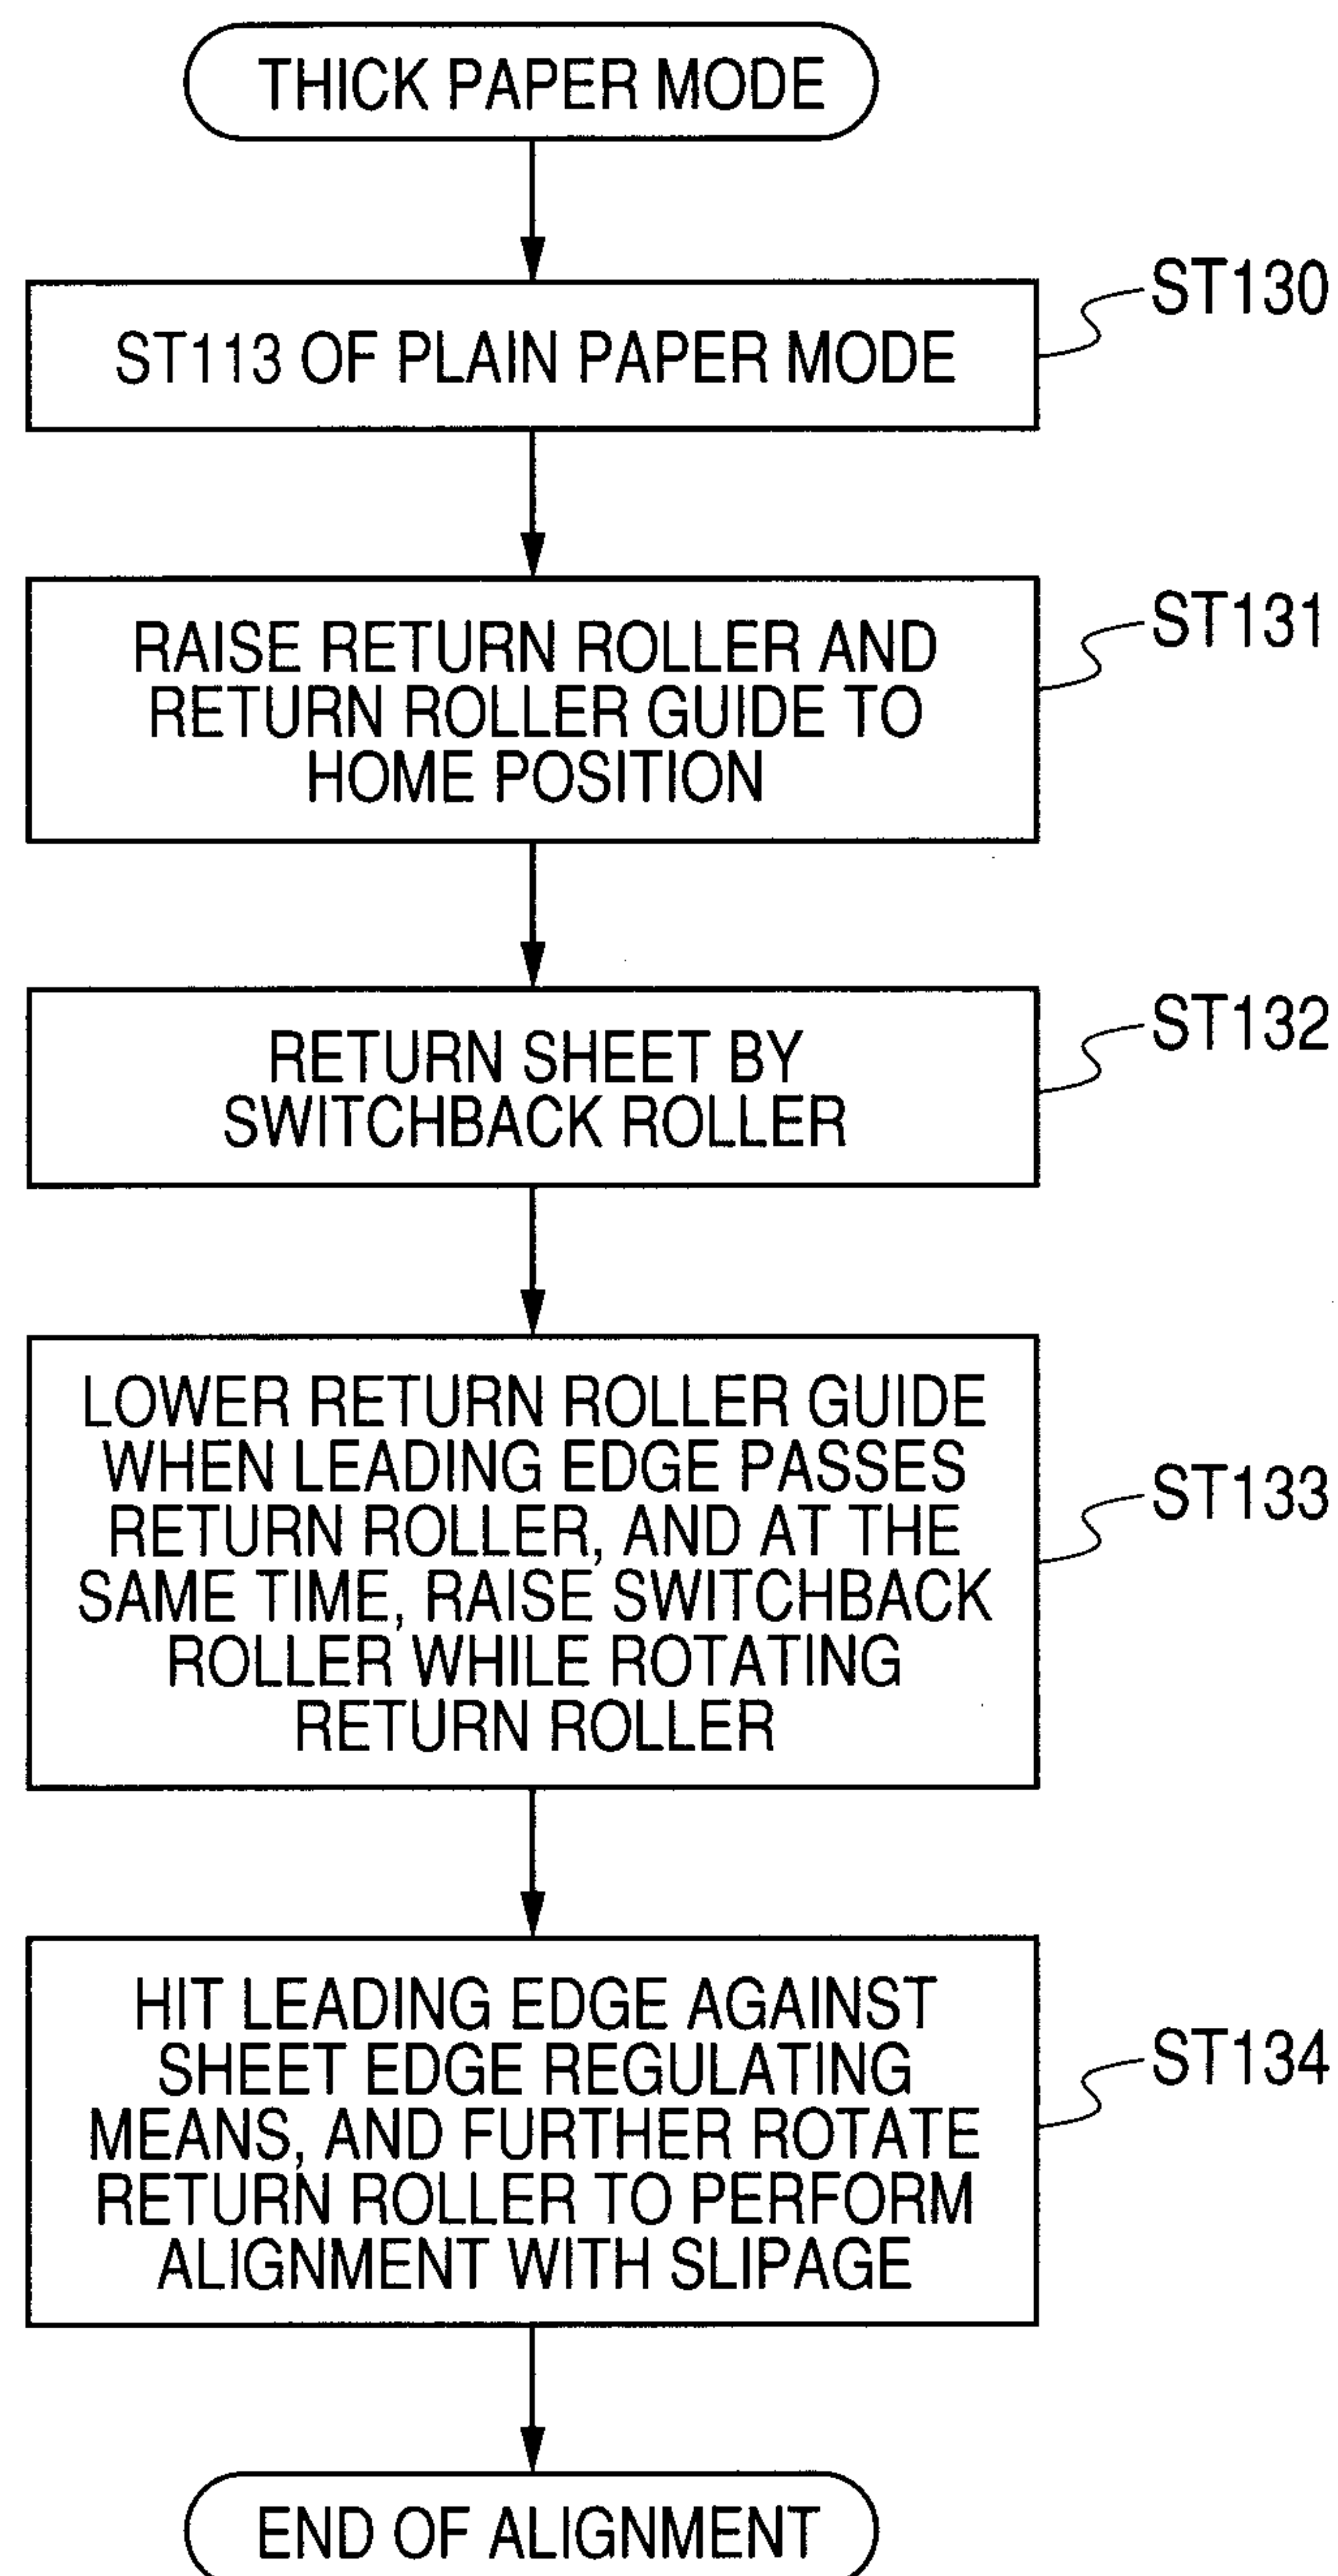 THICK PAPER MODE
ST130
ST113 OF PLAIN PAPER MODE
ST131
RAISE RETURN ROLLER AND
RETURN ROLLER GUIDE TO
HOME POSITION
ST132
RETURN SHEET BY
SWITCHBACK ROLLER
LOWER RETURN ROLLER GUIDE
WHEN LEADING EDGE PASSES
ST133
RETURN ROLLER, AND AT THE
SAME TIME, RAISE SWITCHBACK
ROLLER WHILE ROTATING
RETURN ROLLER
HIT LEADING EDGE AGAINST
ST134
SHEET EDGE REGULATING
MEANS, AND FURTHER ROTATE
RETURN ROLLER TO PERFORM
ALIGNMENT WITH SLIPAGE
END OF ALIGNMENT